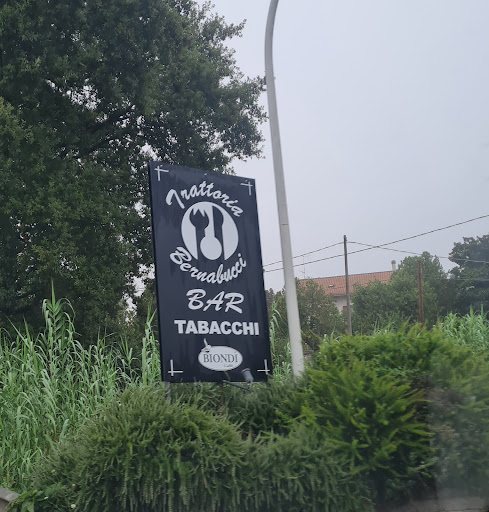 Trattoria
Bernabucci
BAR
TABACCHI
BIONDI